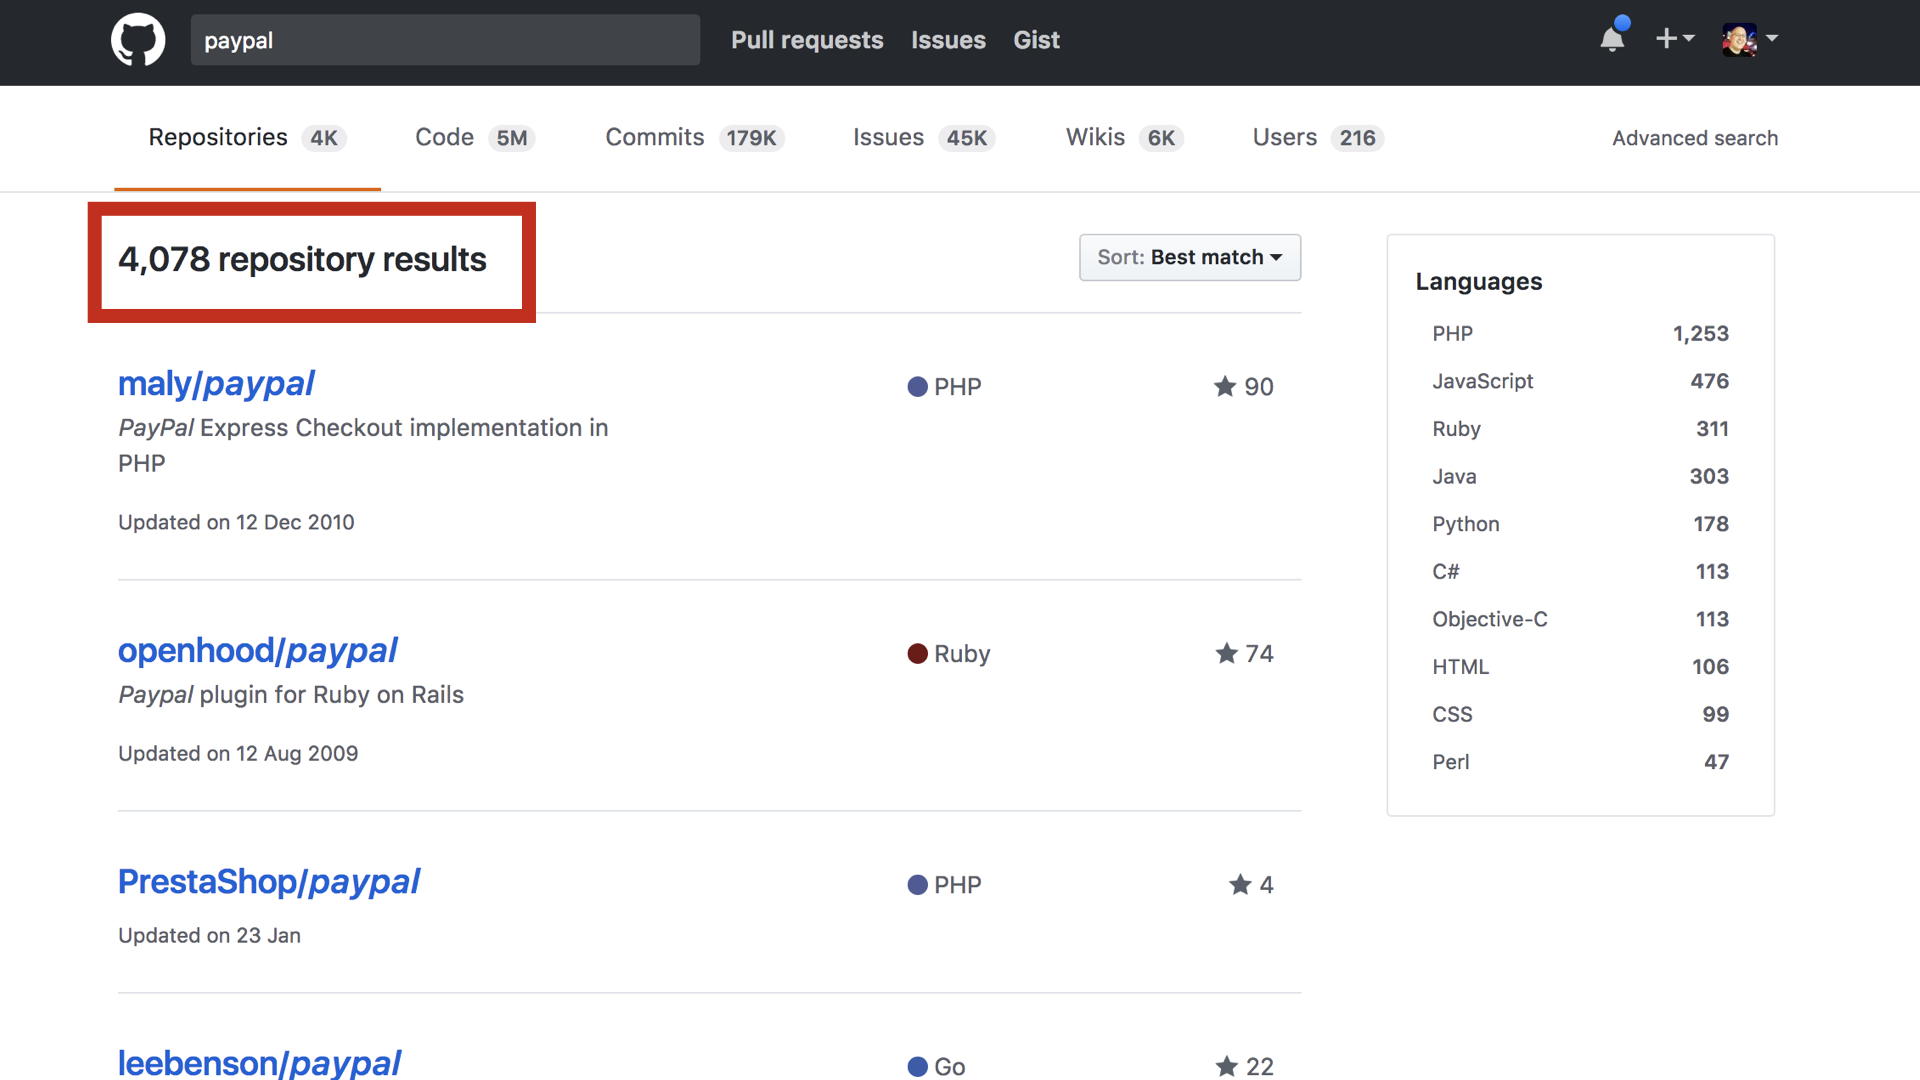 paypal Pull requests Issues Gist
Repositories 4K Code 5M Commits 179K Issues 45K Wikis 6K Users 216 Advanced search
4,078 repository results
Sort: Best match
maly/paypal PHP 90
PayPal Express Checkout implementation in
PHP
Updated on 12 Dec 2010
openhood/paypal Ruby 74
Paypal plugin for Ruby on Rails
Updated on 12 Aug 2009
PrestaShop/paypal PHP 4
Updated on 23 Jan
leebenson/paypal Go 22
Languages
PHP 1,253
JavaScript 476
Ruby 311
Java 303
Python 178
C# 113
Objective-C 113
HTML 106
CSS 99
Perl 47